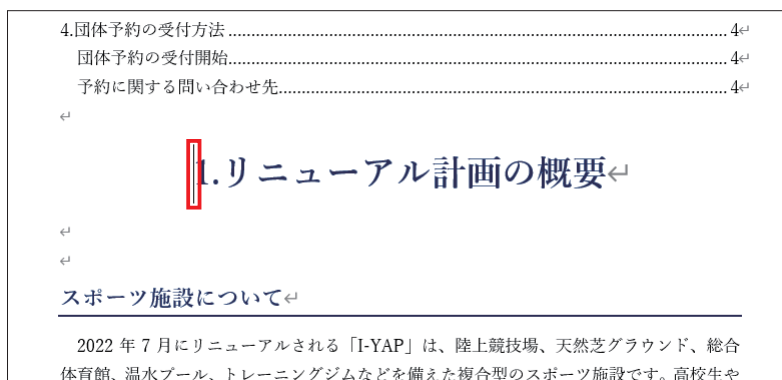 4.団体予約の受付方法 ........................................................................................................ 4↵
団体予約の受付開始........................................................................................................ 4↵
予約に関する問い合わせ先............................................................................................ 4↵
↵
1.リニューアル計画の概要↵
↵
↵
スポーツ施設について↵
2022 年 7 月にリニューアルされる「I-YAP」は、陸上競技場、天然芝グラウンド、総合
体育館、温水プール、トレーニングジムなどを備えた複合型のスポーツ施設です。高校生や